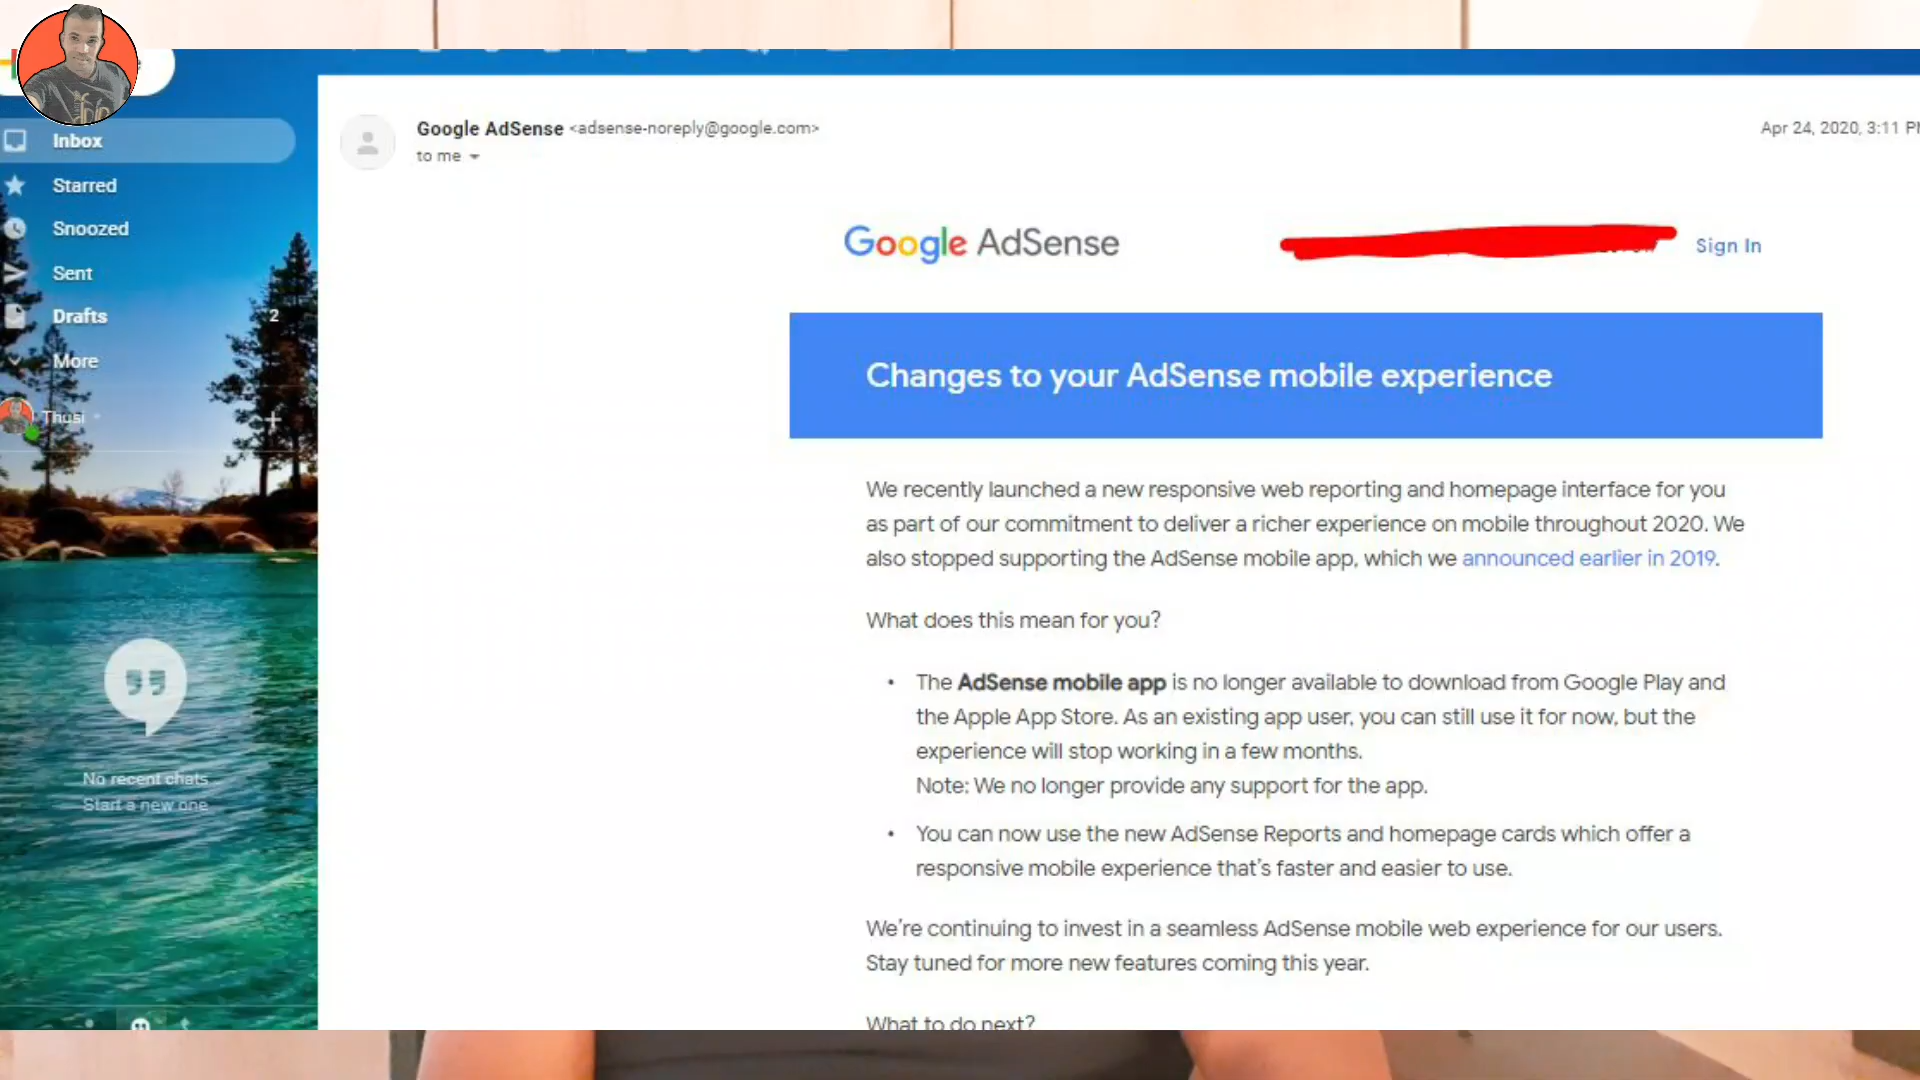 Inbox
Starred
Snoozed
Sent
Drafts 2
More
Thusi
No recent chats
Start a new one
Google AdSense <adsense-noreply@google.com>
to me
Apr 24, 2020, 3:11
Google AdSense
Sign In
Changes to your AdSense mobile experience
We recently launched a new responsive web reporting and homepage interface for you
as part of our commitment to deliver a richer experience on mobile throughout 2020. We
also stopped supporting the AdSense mobile app, which we announced earlier in 2019.
What does this mean for you?
• The AdSense mobile app is no longer available to download from Google Play and
the Apple App Store. As an existing app user, you can still use it for now, but the
experience will stop working in a few months.
Note: We no longer provide any support for the app.
• You can now use the new AdSense Reports and homepage cards which offer a
responsive mobile experience that's faster and easier to use.
We're continuing to invest in a seamless AdSense mobile web experience for our users.
Stay tuned for more new features coming this year.
What to do next?